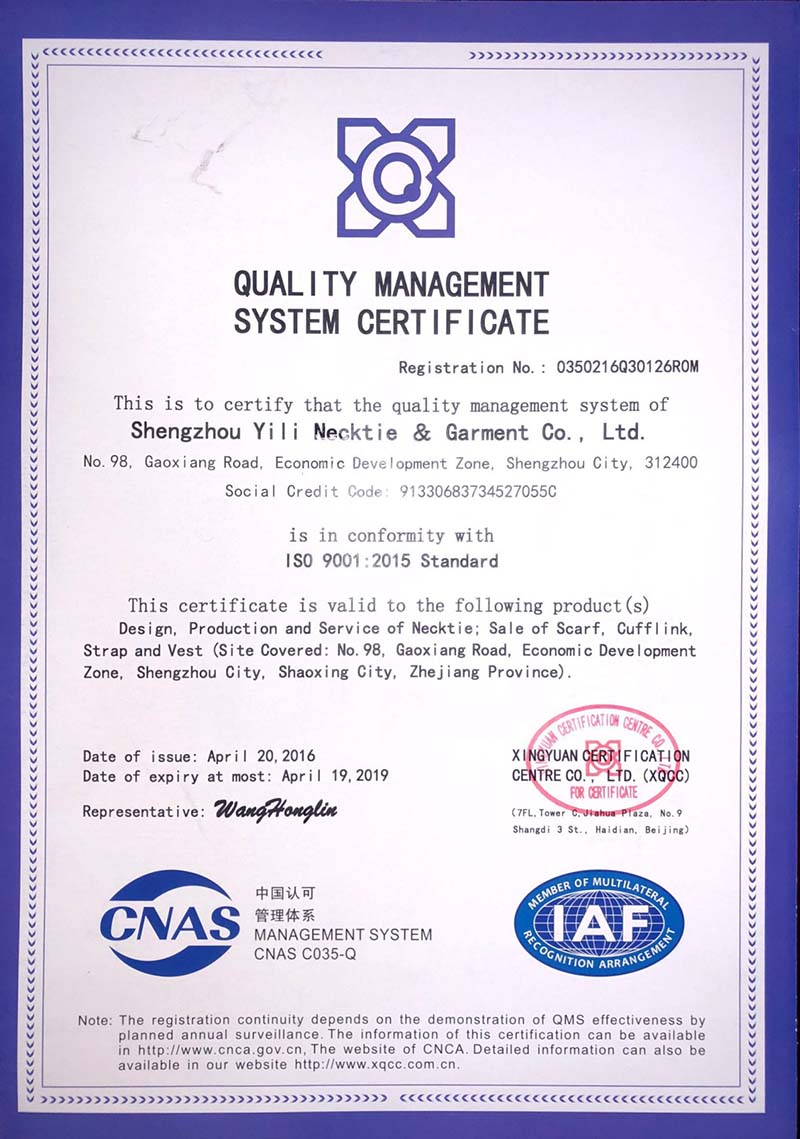 QUALITY MANAGEMENT
SYSTEM CERTIFICATE
Registration No.: 0350216Q30126R0M
This is to certify that the quality management system of
Shengzhou Yili Necktie & Garment Co., Ltd.
No.98, Gaoxiang Road, Economic Development Zone, Shengzhou City, 312400
Social Credit Code: 91330683734527055C
is in conformity with
ISO 9001:2015 Standard
This certificate is valid to the following product(s)
Design, Production and Service of Necktie; Sale of Scarf, Cufflink,
Strap and Vest (Site Covered: No.98, Gaoxiang Road, Economic Development
Zone, Shengzhou City, Shaoxing City, Zhejiang Province).
Date of issue: April 20,2016
Date of expiry at most: April 19,2019
Representative: WangHonglin
XINGYUAN CERTIFICATION
CENTRE CO., LTD. (XQCC)
(7FL,Tower C,Jiahua Plaza, No.9
Shangdi 3 St., Haidian, Beijing)
XINGYUAN CERTIFICATION CENTRE CO., LTD.
FOR CERTIFICATE
CNAS
中国认可
管理体系
MANAGEMENT SYSTEM
CNAS C035-Q
MEMBER OF MULTILATERAL
IAF
RECOGNITION ARRANGEMENT
Note: The registration continuity depends on the demonstration of QMS effectiveness by
planned annual surveillance. The information of this certification can be available
in http://www.cnca.gov.cn, The website of CNCA. Detailed information can also be
available in our website http://www.xqcc.com.cn.